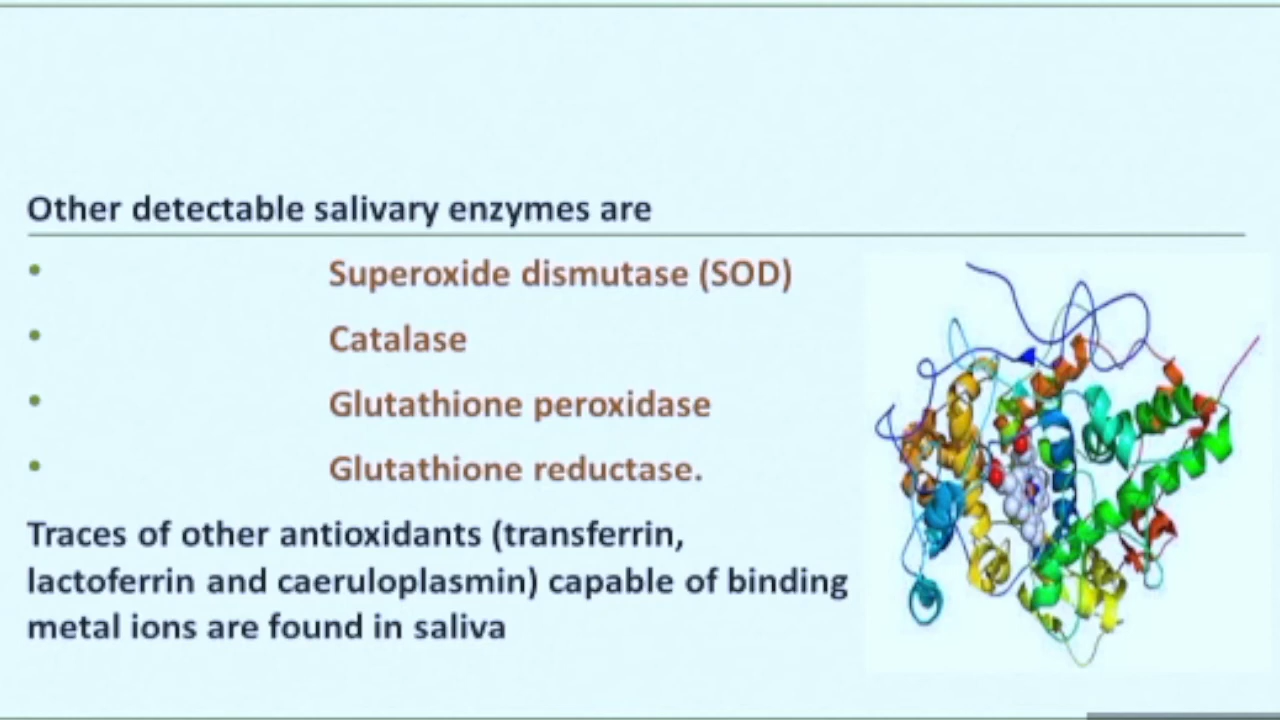 Other detectable salivary enzymes are
• Superoxide dismutase (SOD)
• Catalase
• Glutathione peroxidase
• Glutathione reductase.
Traces of other antioxidants (transferrin,
lactoferrin and caeruloplasmin) capable of binding
metal ions are found in saliva